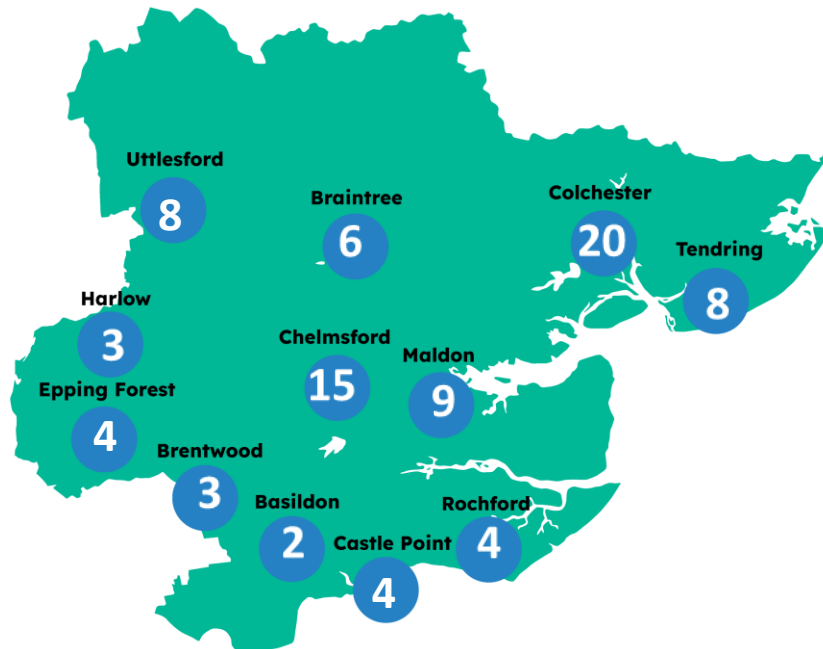 Uttlesford
8
Braintree
6
Colchester
20
Tendring
8
Harlow
3
Chelmsford
15
Maldon
9
Epping Forest
4
Brentwood
3
Basildon
2
Castle Point
4
Rochford
4